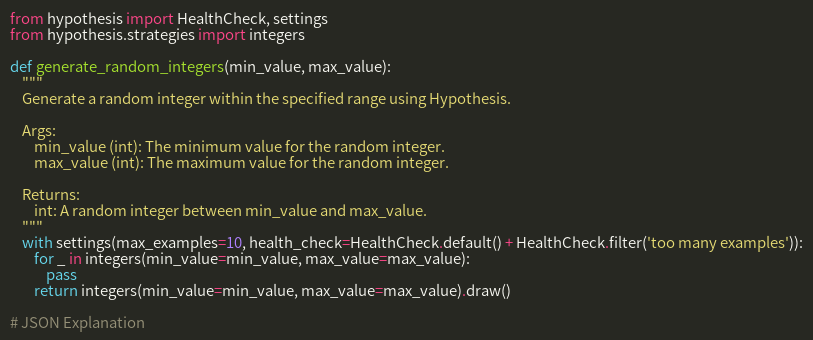 from hypothesis import HealthCheck, settings
from hypothesis.strategies import integers

def generate_random_integers(min_value, max_value):
    """
    Generate a random integer within the specified range using Hypothesis.

    Args:
        min_value (int): The minimum value for the random integer.
        max_value (int): The maximum value for the random integer.

    Returns:
        int: A random integer between min_value and max_value.
    """
    with settings(max_examples=10, health_check=HealthCheck.default() + HealthCheck.filter('too many examples')):
        for _ in integers(min_value=min_value, max_value=max_value):
            pass
        return integers(min_value=min_value, max_value=max_value).draw()

# JSON Explanation